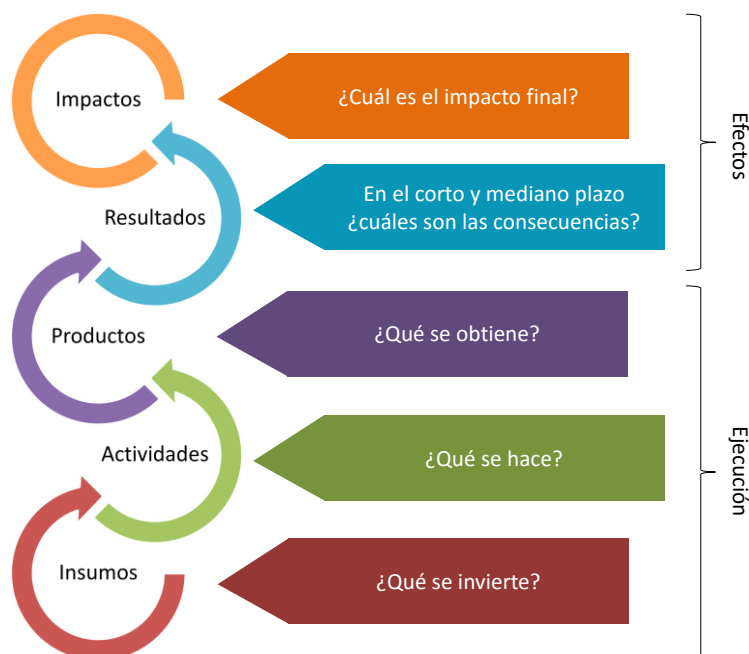 Impactos
¿Cuál es el impacto final?
Resultados
En el corto y mediano plazo
¿cuáles son las consecuencias?
Efectos
Productos
¿Qué se obtiene?
Actividades
¿Qué se hace?
Insumos
¿Qué se invierte?
Ejecución